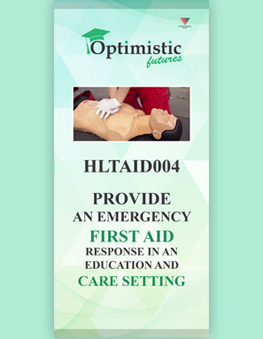 Optimistic
futures
HLTAID004
PROVIDE
AN EMERGENCY
FIRST AID
RESPONSE IN AN
EDUCATION AND
CARE SETTING